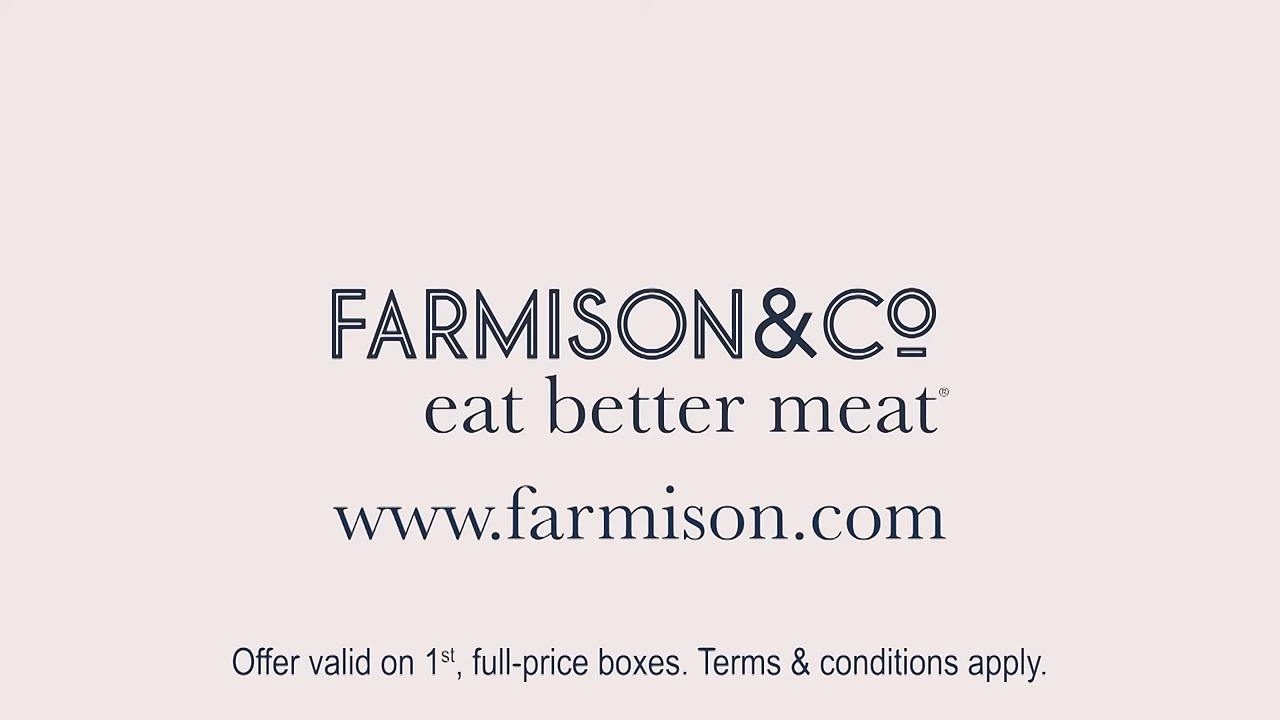 FARMISON&Co
eat better meat®
www.farmison.com
Offer valid on 1st, full-price boxes. Terms & conditions apply.